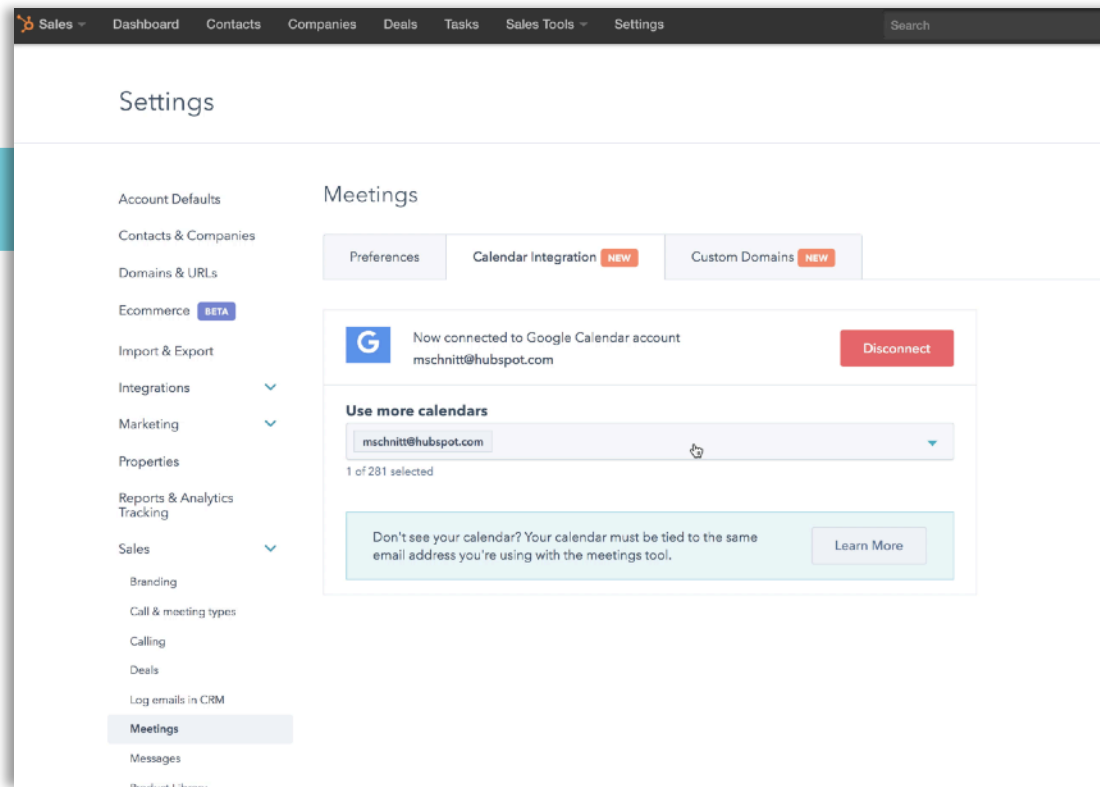 Sales Dashboard Contacts Companies Deals Tasks Sales Tools Settings Search
Settings
Account Defaults
Contacts & Companies
Domains & URLs
Ecommerce BETA
Import & Export
Integrations
Marketing
Properties
Reports & Analytics
Tracking
Sales
Branding
Call & meeting types
Calling
Deals
Log emails in CRM
Meetings
Messages
Product Library
Meetings
Preferences Calendar Integration NEW Custom Domains NEW
G
Now connected to Google Calendar account
mschnitt@hubspot.com
Disconnect
Use more calendars
mschnitt@hubspot.com
1 of 281 selected
Don't see your calendar? Your calendar must be tied to the same
email address you're using with the meetings tool.
Learn More